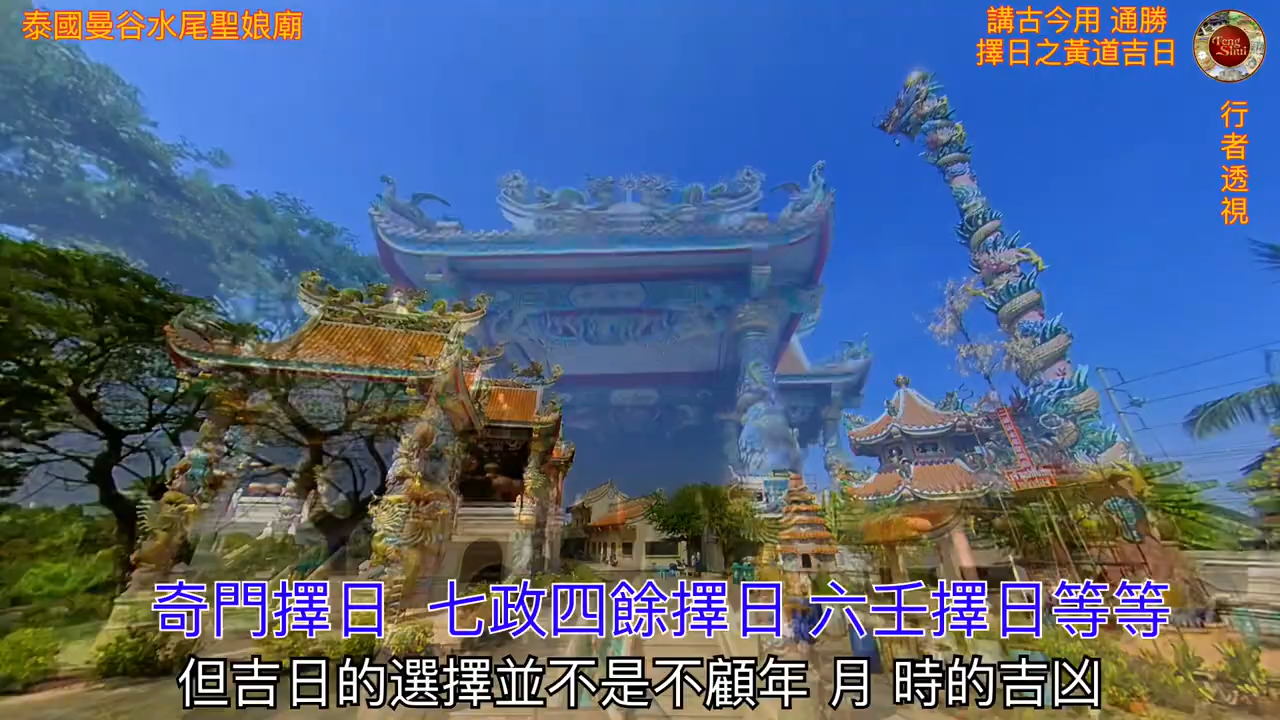 泰國曼谷水尾聖娘廟
講古今用 通勝
擇日之黃道吉日
Feng
Shui
行者透視
奇門擇日 七政四餘擇日 六壬擇日等等
但吉日的選擇並不是不顧年 月 時的吉凶